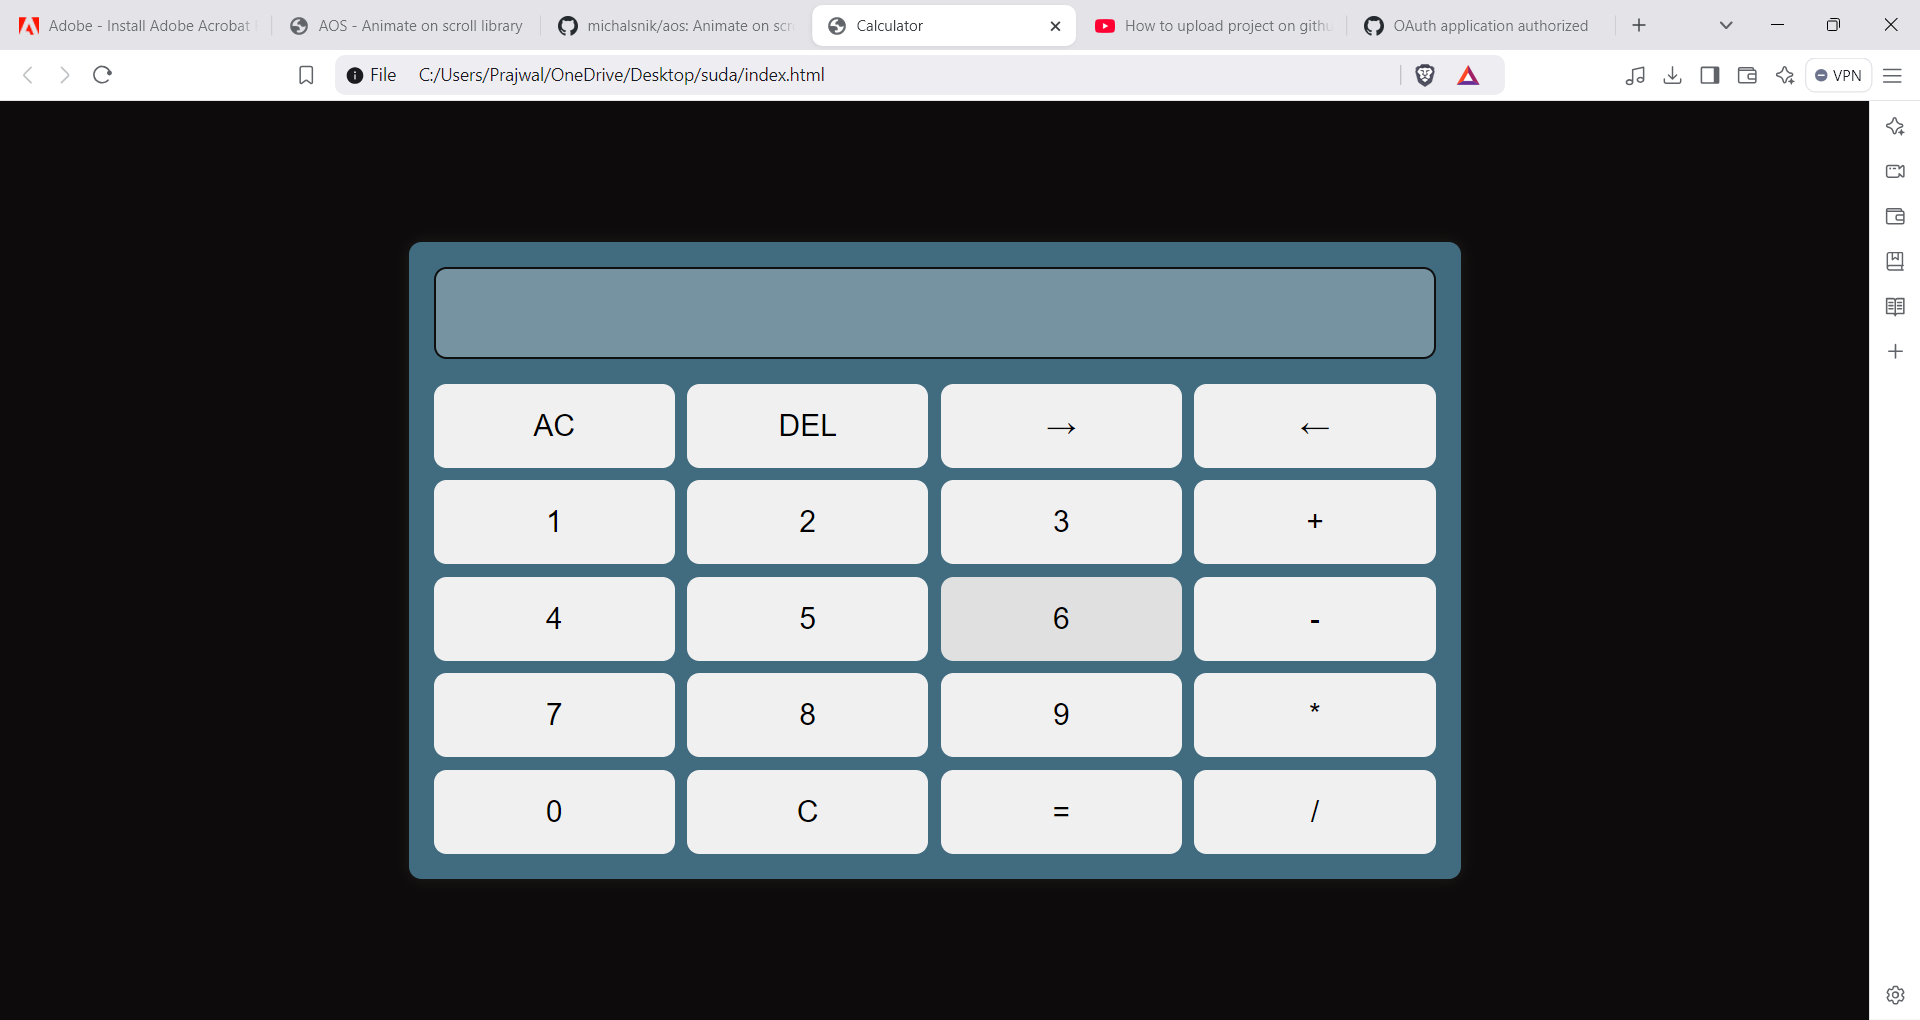 Adobe - Install Adobe Acrobat
AOS - Animate on scroll library
michalsnik/aos: Animate on scr
Calculator
How to upload project on gith
OAuth application authorized
File C:/Users/Prajwal/OneDrive/Desktop/suda/index.html
VPN
AC DEL → ←
1 2 3 +
4 5 6 -
7 8 9 *
0 C = /